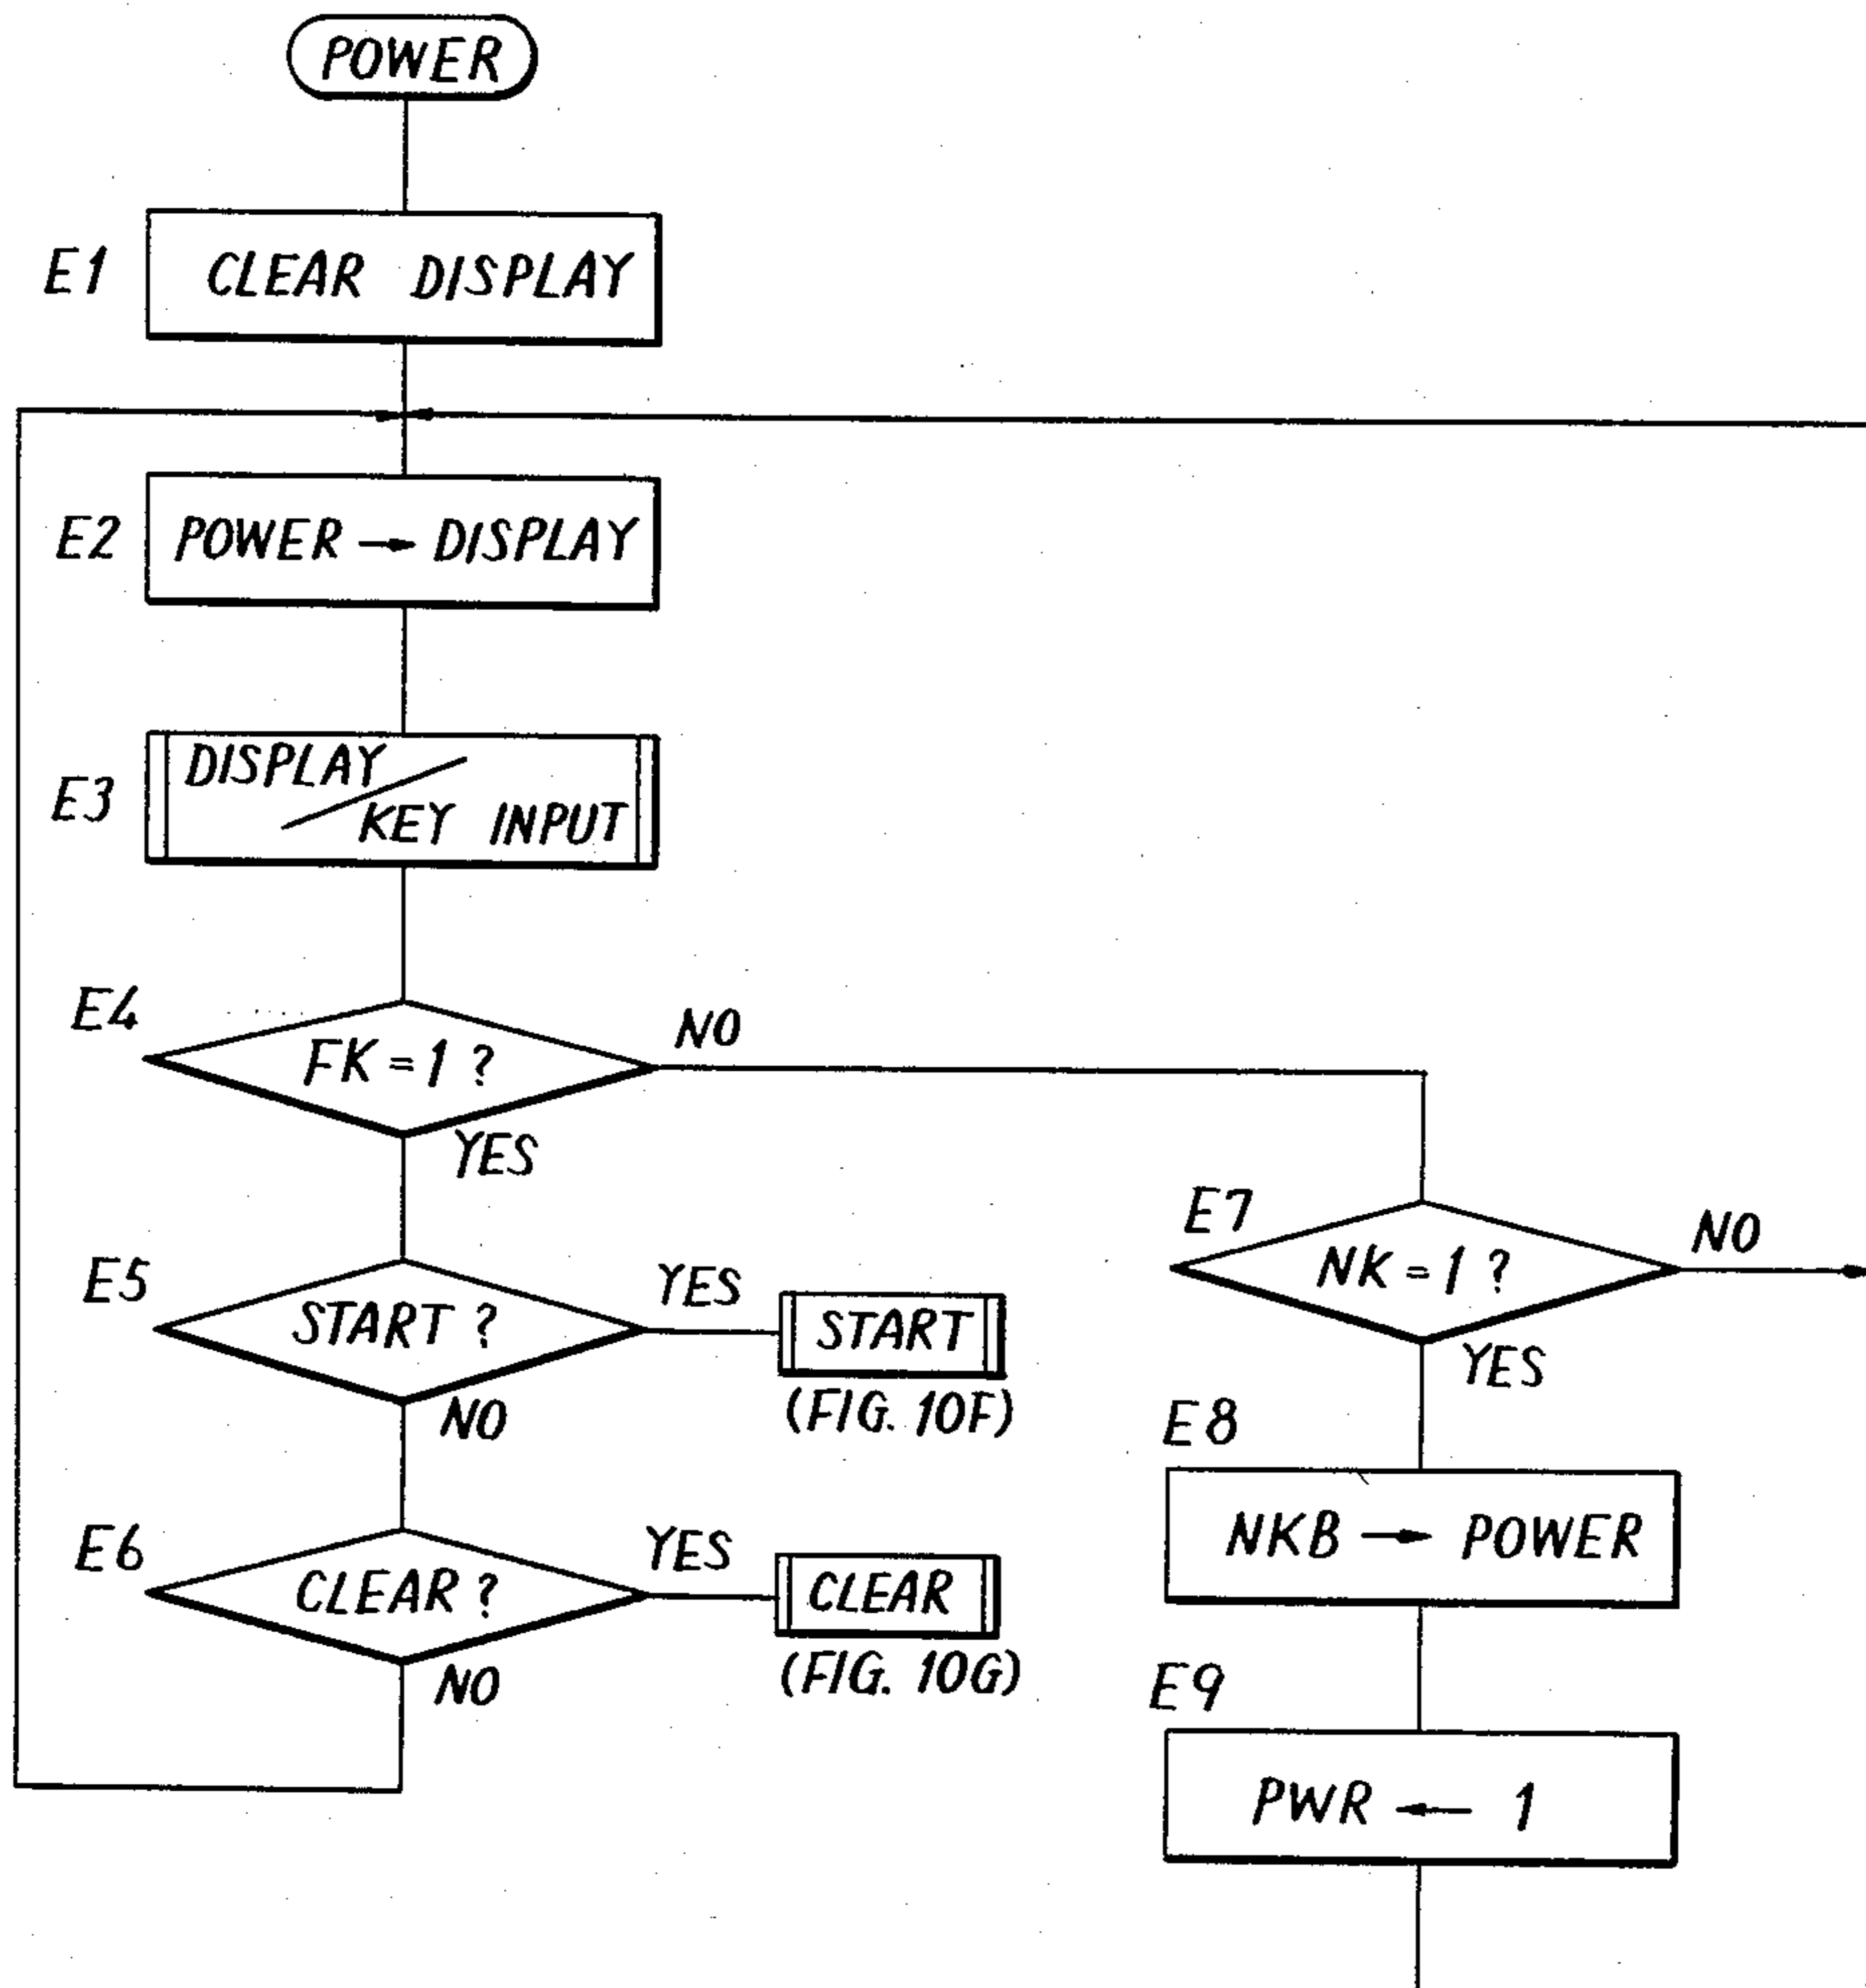 POWER
E1
CLEAR DISPLAY
E2
POWER → DISPLAY
E3
DISPLAY
/ KEY INPUT
E4
FK = 1 ?
NO
YES
E5
START ?
YES
START
(FIG. 10F)
NO
E6
CLEAR ?
YES
CLEAR
(FIG. 10G)
NO
E7
NK = 1 ?
NO
YES
E8
NKB → POWER
E9
PWR ← 1